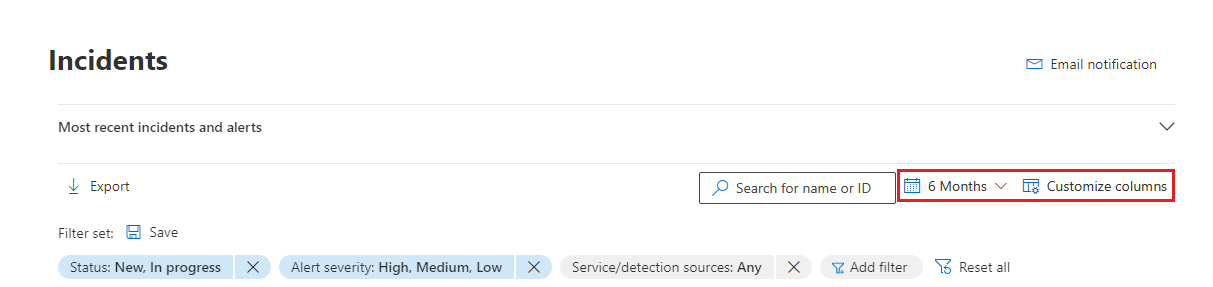 Incidents
Email notification
Most recent incidents and alerts
Export
Search for name or ID
6 Months
Customize columns
Filter set:
Save
Status: New, In progress
Alert severity: High, Medium, Low
Service/detection sources: Any
Add filter
Reset all